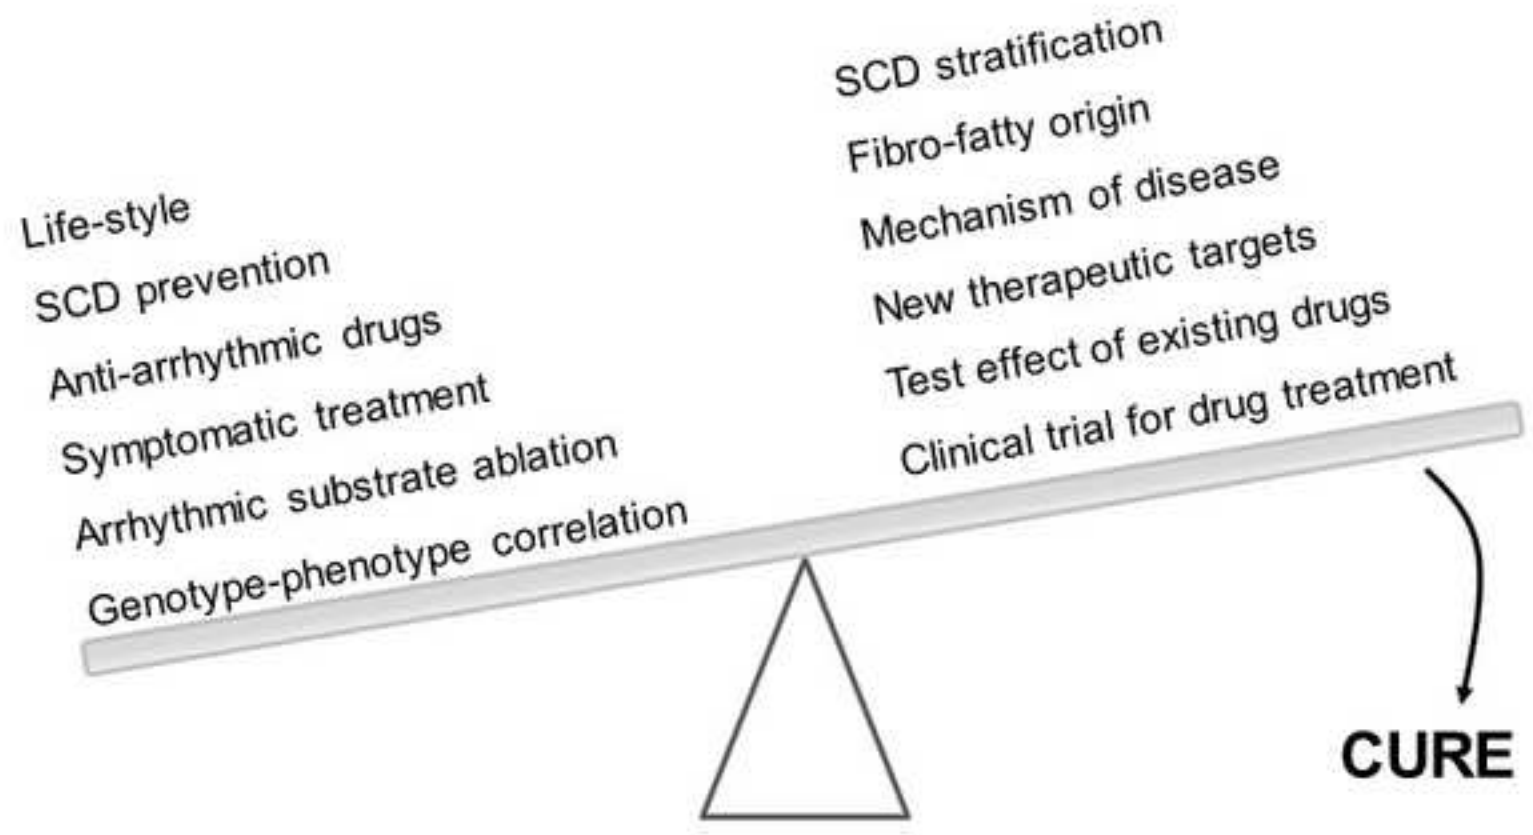 Life-style
SCD prevention
Anti-arrhythmic drugs
Symptomatic treatment
Arrhythmic substrate ablation
Genotype-phenotype correlation
SCD stratification
Fibro-fatty origin
Mechanism of disease
New therapeutic targets
Test effect of existing drugs
Clinical trial for drug treatment
CURE